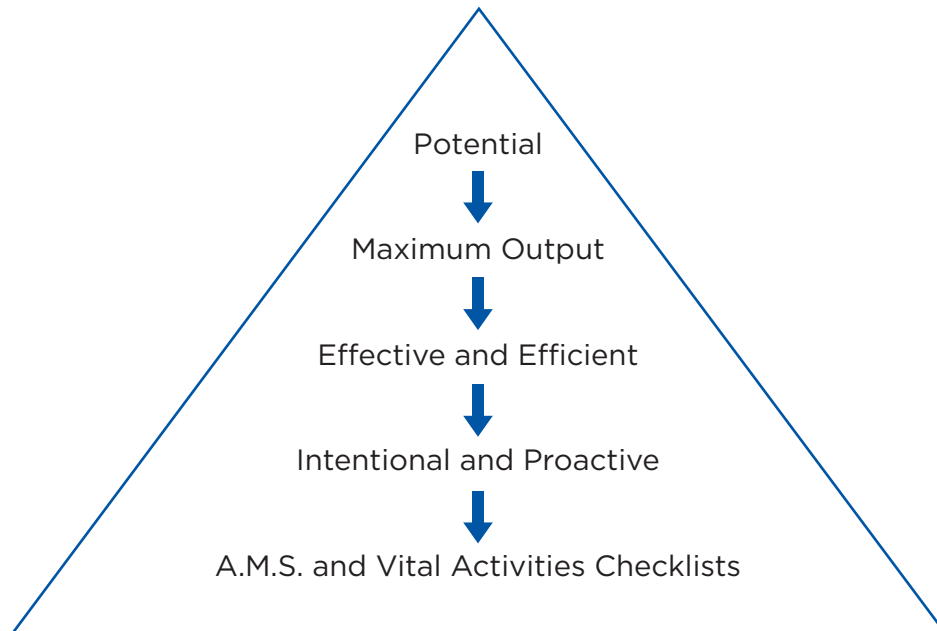 Potential
Maximum Output
Effective and Efficient
Intentional and Proactive
A.M.S. and Vital Activities Checklists